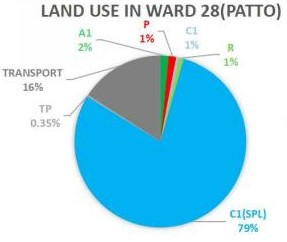 LAND USE IN WARD 28(PATTO)
P
1%
A1
2%
C1
1%
R
1%
TRANSPORT
16%
TP
0.35%
C1(SPL)
79%